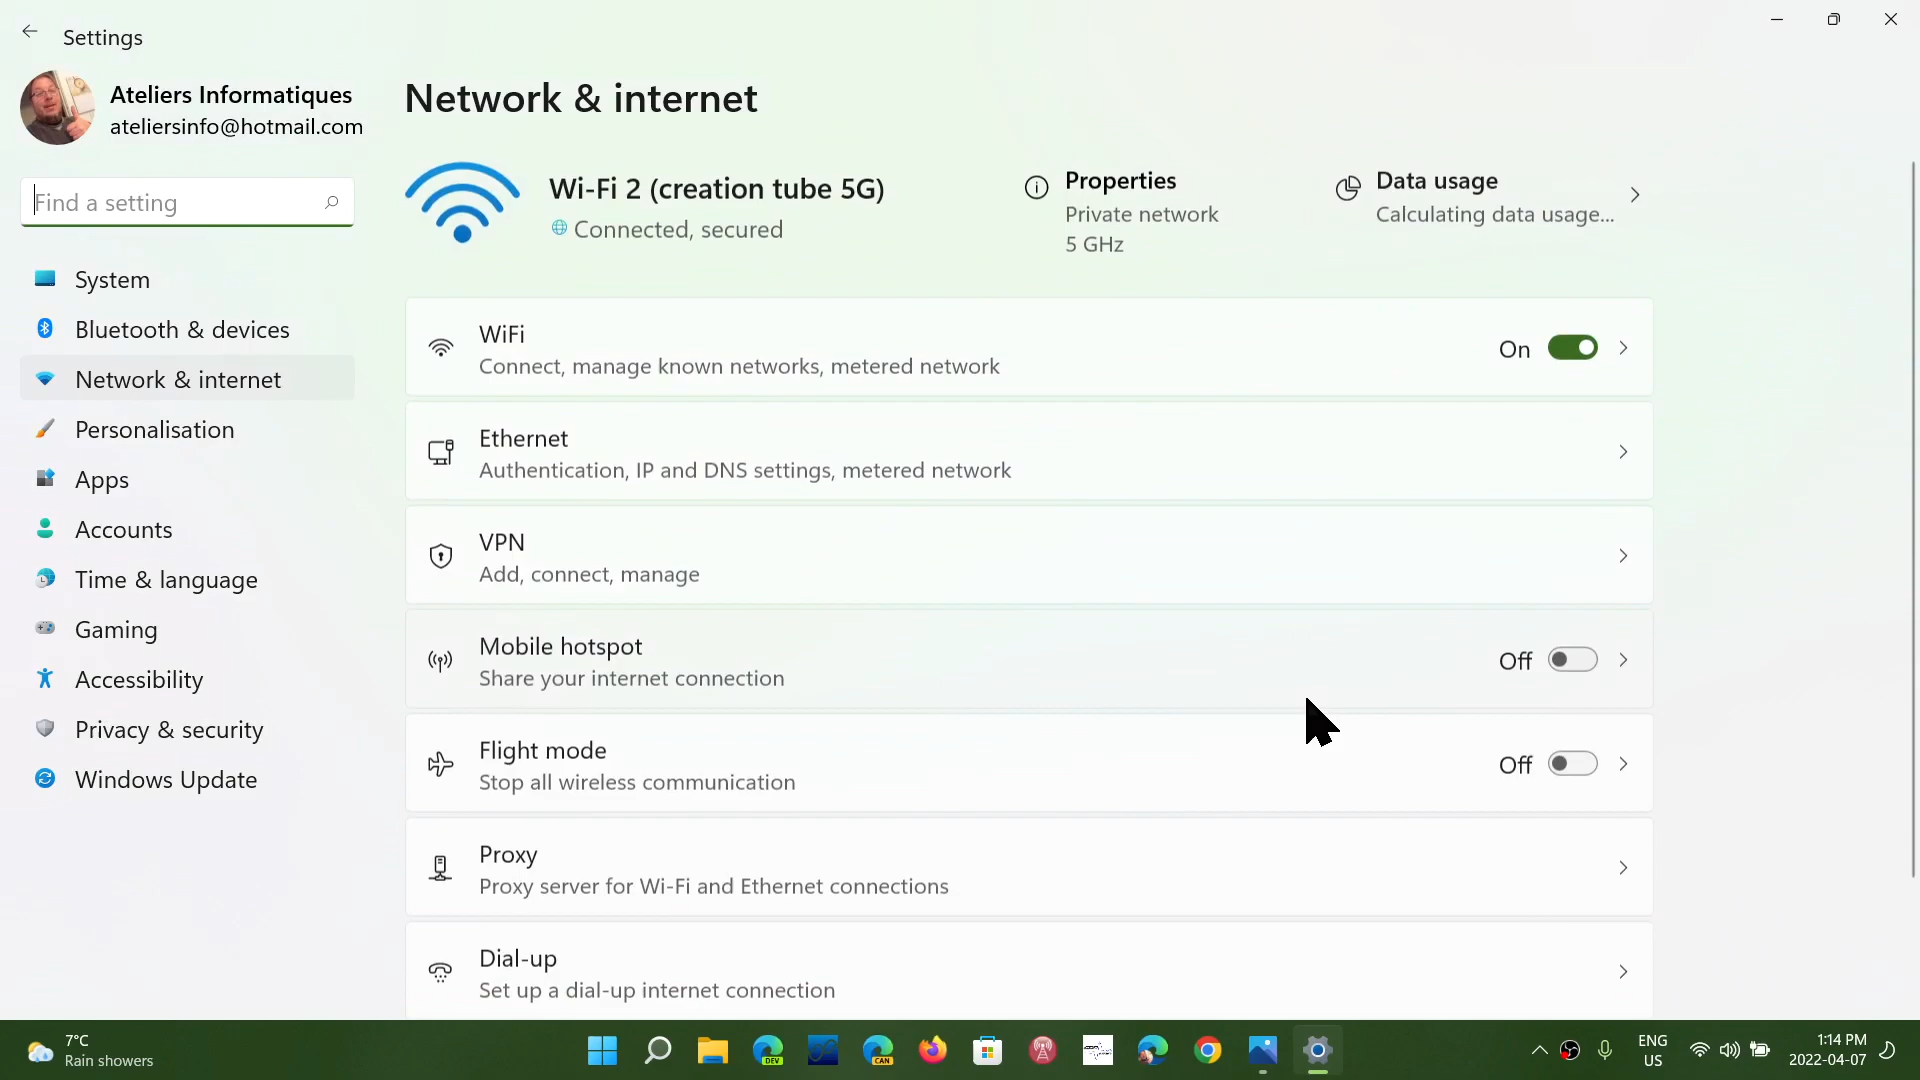 Settings
Ateliers Informatiques
ateliersinfo@hotmail.com
Find a setting
System
Bluetooth & devices
Network & internet
Personalisation
Apps
Accounts
Time & language
Gaming
Accessibility
Privacy & security
Windows Update
Network & internet
Wi-Fi 2 (creation tube 5G)
Connected, secured
Properties
Private network
5 GHz
Data usage
Calculating data usage...
WiFi
Connect, manage known networks, metered network
On
Ethernet
Authentication, IP and DNS settings, metered network
VPN
Add, connect, manage
Mobile hotspot
Share your internet connection
Off
Flight mode
Stop all wireless communication
Off
Proxy
Proxy server for Wi-Fi and Ethernet connections
Dial-up
Set up a dial-up internet connection
7°C
Rain showers
DEV
CAN
ENG
US
1:14 PM
2022-04-07